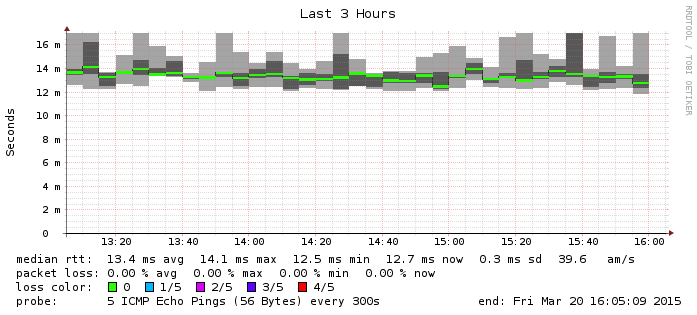 Last 3 Hours
RRDTOOL / TOBI OETIKER
Seconds
16 m
14 m
12 m
10 m
8 m
6 m
4 m
2 m
0
13:20 13:40 14:00 14:20 14:40 15:00 15:20 15:40 16:00
median rtt: 13.4 ms avg 14.1 ms max 12.5 ms min 12.7 ms now 0.3 ms sd 39.6 am/s
packet loss: 0.00 % avg 0.00 % max 0.00 % min 0.00 % now
loss color: 0 1/5 2/5 3/5 4/5
probe: 5 ICMP Echo Pings (56 Bytes) every 300s end: Fri Mar 20 16:05:09 2015